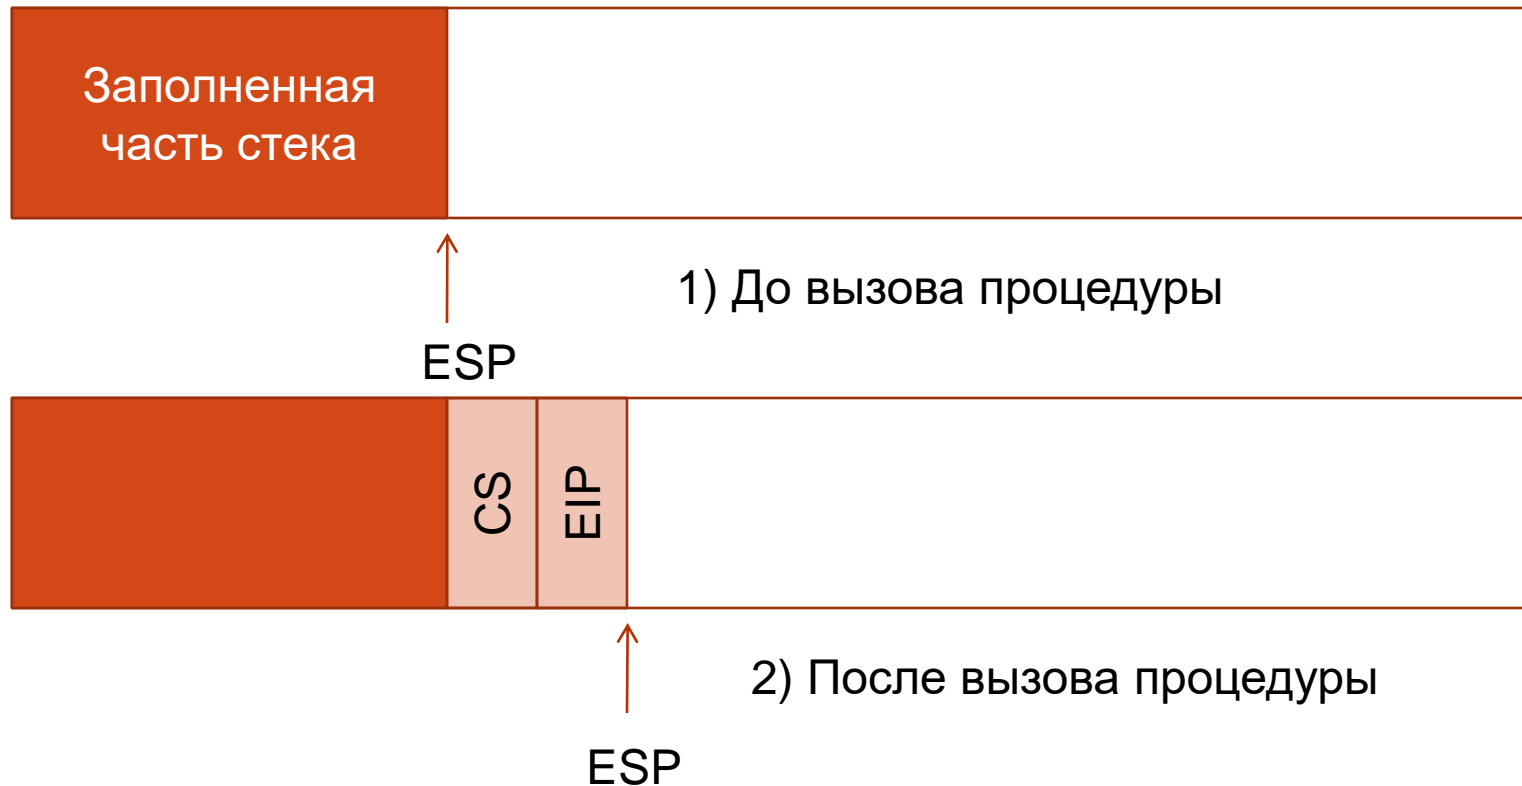 Заполненная
часть стека
1) До вызова процедуры
ESP
CS
EIP
2) После вызова процедуры
ESP